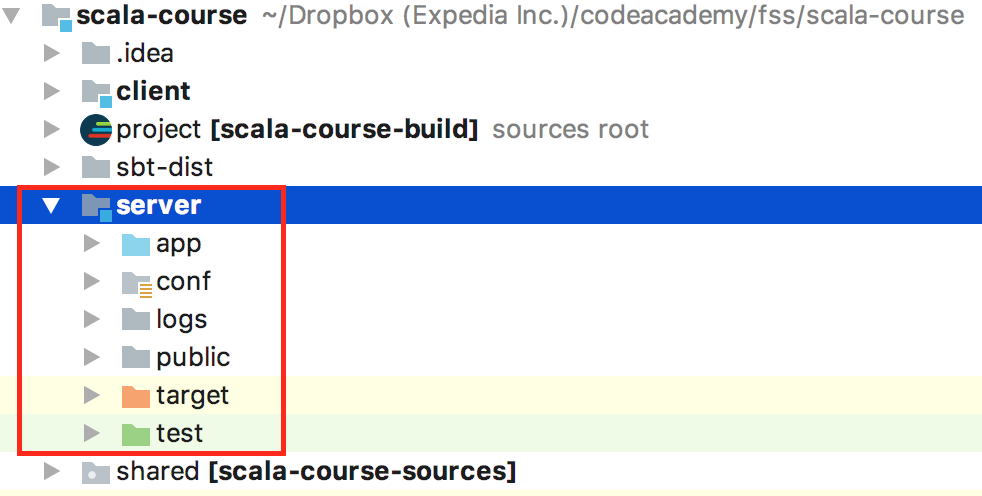 scala-course ~/Dropbox (Expedia Inc.)/codeacademy/fss/scala-course
.idea
client
project [scala-course-build] sources root
sbt-dist
server
app
conf
logs
public
target
test
shared [scala-course-sources]